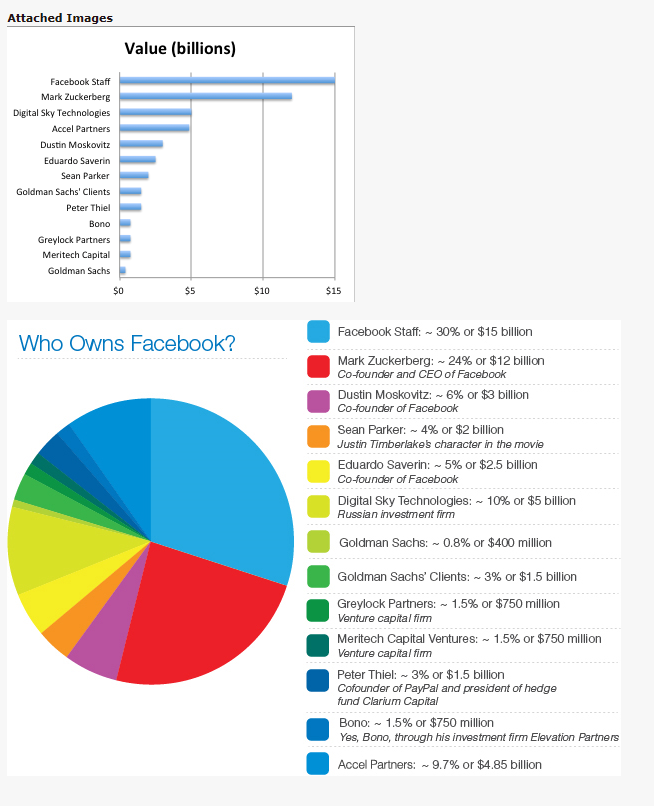 Attached Images
Value (billions)
Facebook Staff
Mark Zuckerberg
Digital Sky Technologies
Accel Partners
Dustin Moskovitz
Eduardo Saverin
Sean Parker
Goldman Sachs' Clients
Peter Thiel
Bono
Greylock Partners
Meritech Capital
Goldman Sachs
$0 $5 $10 $15
Who Owns Facebook?
Facebook Staff: ~ 30% or $15 billion
Mark Zuckerberg: ~ 24% or $12 billion
Co-founder and CEO of Facebook
Dustin Moskovitz: ~ 6% or $3 billion
Co-founder of Facebook
Sean Parker: ~ 4% or $2 billion
Justin Timberlake's character in the movie
Eduardo Saverin: ~ 5% or $2.5 billion
Co-founder of Facebook
Digital Sky Technologies: ~ 10% or $5 billion
Russian investment firm
Goldman Sachs: ~ 0.8% or $400 million
Goldman Sachs' Clients: ~ 3% or $1.5 billion
Greylock Partners: ~ 1.5% or $750 million
Venture capital firm
Meritech Capital Ventures: ~ 1.5% or $750 million
Venture capital firm
Peter Thiel: ~ 3% or $1.5 billion
Cofounder of PayPal and president of hedge
fund Clarium Capital
Bono: ~ 1.5% or $750 million
Yes, Bono, through his investment firm Elevation Partners
Accel Partners: ~ 9.7% or $4.85 billion